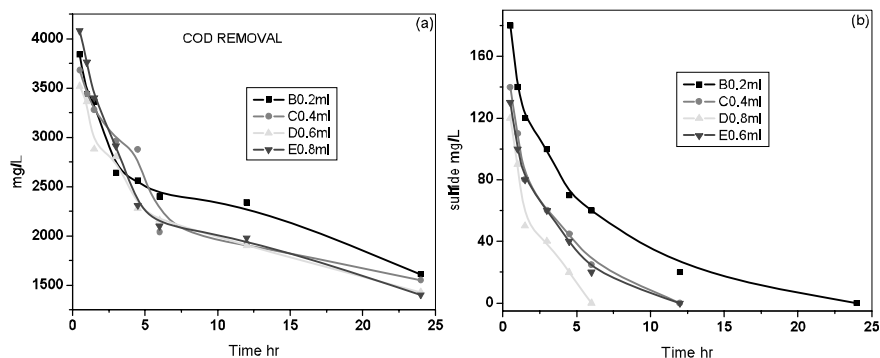 (a)
COD REMOVAL
B0.2ml
C0.4ml
D0.6ml
E0.8ml
mg/L
4000
3500
3000
2500
2000
1500
0
5
10
15
20
25
Time hr
(b)
B0.2ml
C0.4ml
D0.8ml
E0.6ml
sulfide mg/L
160
120
80
40
0
0
5
10
15
20
25
Time hr